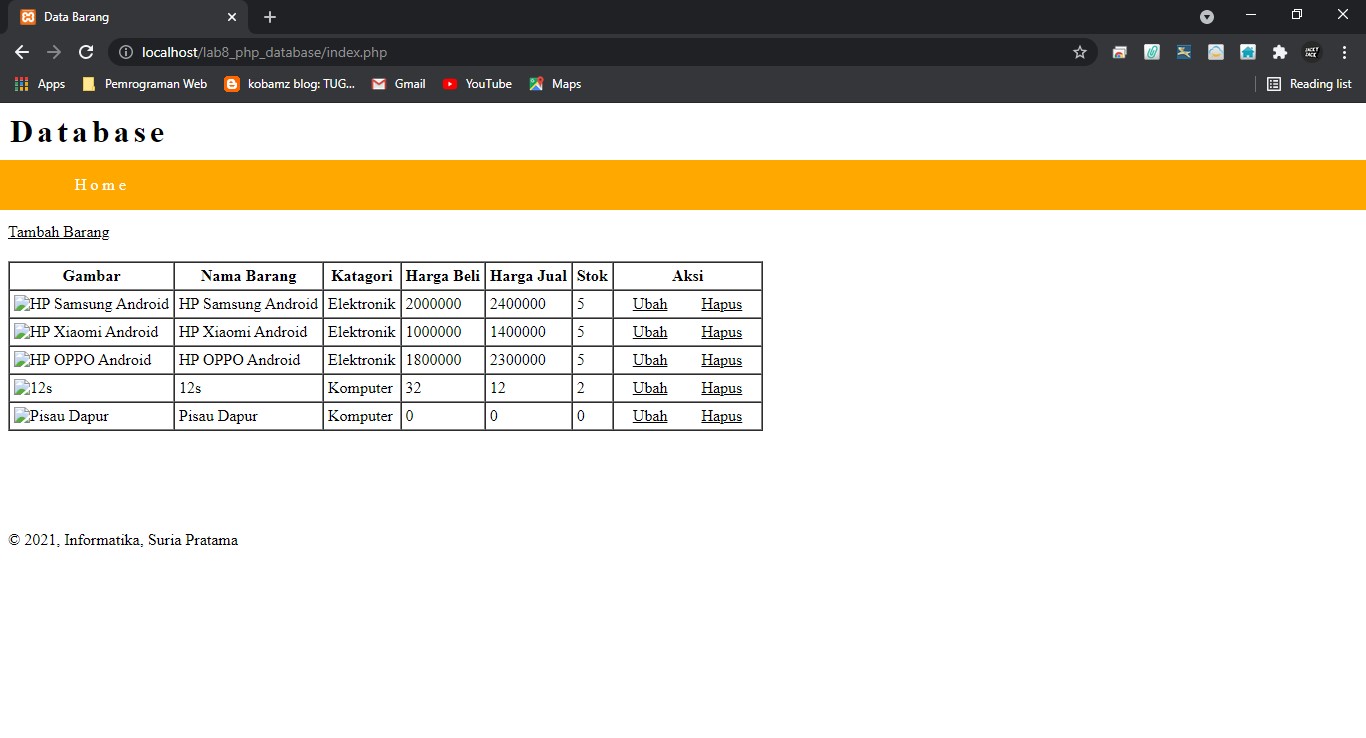 Data Barang
localhost/lab8_php_database/index.php
Apps Pemrograman Web kobamz blog: TUG... Gmail YouTube Maps Reading list
Database
Home
Tambah Barang
Gambar Nama Barang Katagori Harga Beli Harga Jual Stok Aksi
HP Samsung Android HP Samsung Android Elektronik 2000000 2400000 5 Ubah Hapus
HP Xiaomi Android HP Xiaomi Android Elektronik 1000000 1400000 5 Ubah Hapus
HP OPPO Android HP OPPO Android Elektronik 1800000 2300000 5 Ubah Hapus
12s 12s Komputer 32 12 2 Ubah Hapus
Pisau Dapur Pisau Dapur Komputer 0 0 0 Ubah Hapus
© 2021, Informatika, Suria Pratama